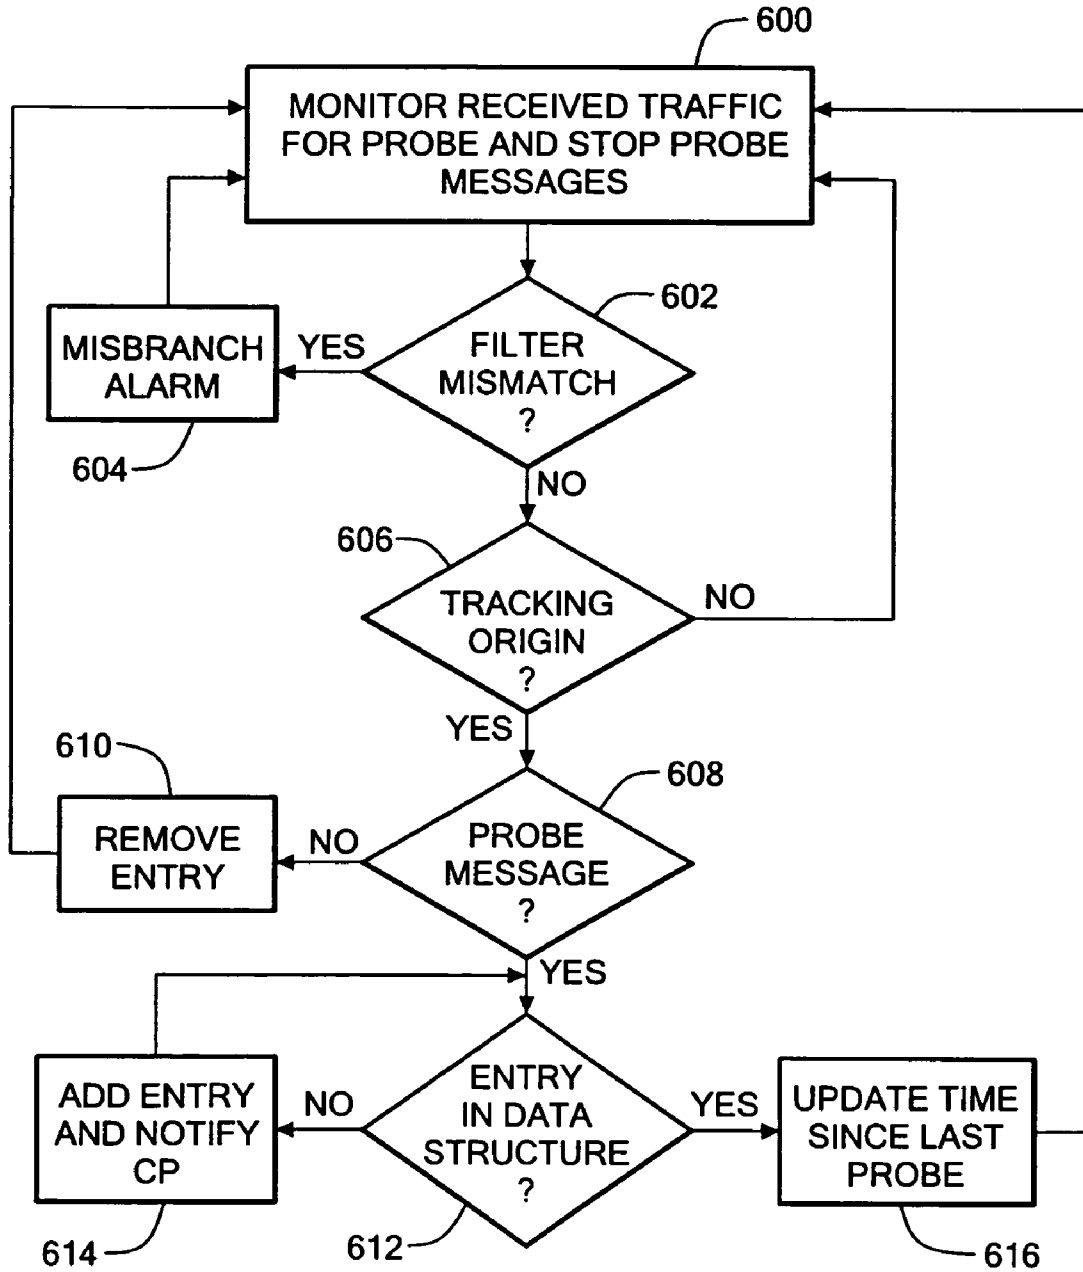 600
MONITOR RECEIVED TRAFFIC
FOR PROBE AND STOP PROBE
MESSAGES
602
FILTER
MISMATCH
?
YES
MISBRANCH
ALARM
604
NO
606
TRACKING
ORIGIN
?
NO
YES
608
610
PROBE
MESSAGE
?
NO
REMOVE
ENTRY
YES
ENTRY
IN DATA
STRUCTURE
?
NO
ADD ENTRY
AND NOTIFY
CP
YES
UPDATE TIME
SINCE LAST
PROBE
614
612
616